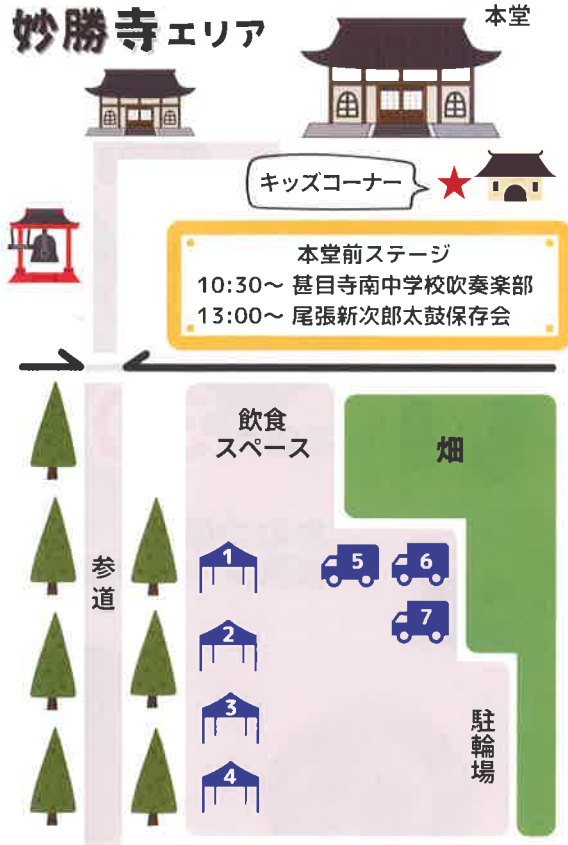 妙勝寺エリア
本堂
キッズコーナー
本堂前ステージ
10:30〜 甚目寺南中学校吹奏楽部
13:00〜 尾張新次郎太鼓保存会
飲食
スペース
畑
参道
1
2
3
4
5
6
7
駐輪場